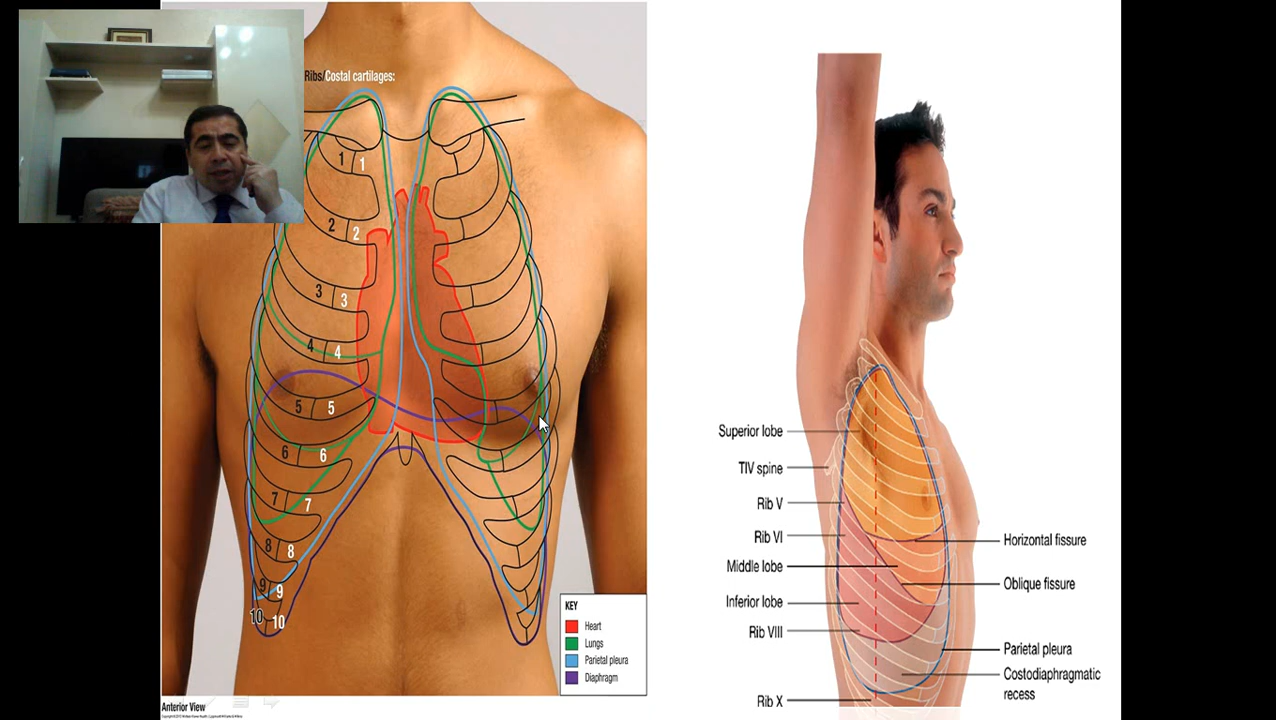 Ribs/Costal cartilages:
1 1
2 2
3 3
4 4
5 5
6 6
7 7
8 8
9 9
10 10
KEY
Heart
Lungs
Parietal pleura
Diaphragm
Anterior View
Superior lobe
TIV spine
Rib V
Rib VI
Middle lobe
Inferior lobe
Rib VIII
Rib X
Horizontal fissure
Oblique fissure
Parietal pleura
Costodiaphragmatic
recess